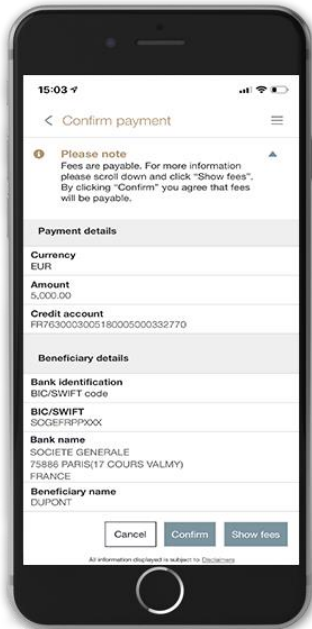 15:03
Confirm payment
Please note
Fees are payable. For more information
please scroll down and click "Show fees".
By clicking "Confirm" you agree that fees
will be payable.
Payment details
Currency
EUR
Amount
5,000.00
Credit account
FR7630003005180005000332770
Beneficiary details
Bank identification
BIC/SWIFT code
BIC/SWIFT
SOGEFRPPXXX
Bank name
SOCIETE GENERALE
75886 PARIS(17 COURS VALMY)
FRANCE
Beneficiary name
DUPONT
Cancel Confirm Show fees
All information displayed is subject to Disclaimers